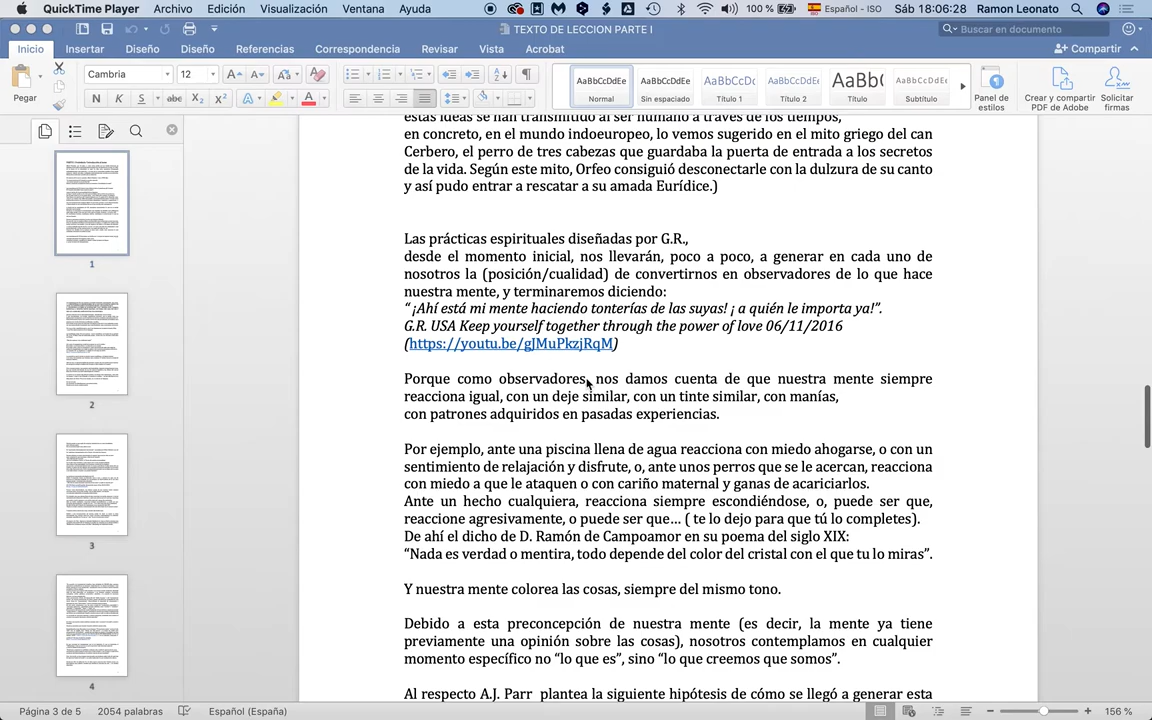 QuickTime Player Archivo Edición Visualización Ventana Ayuda 100 % Español - ISO Sáb 18:06:28 Ramon Leonato
TEXTO DE LECCION PARTE I
Buscar en documento
Inicio Insertar Diseño Diseño Referencias Correspondencia Revisar Vista Acrobat
Compartir
Pegar
Cambria 12
N K S abc X₂ X²
AaBbCcDdEe AaBbCcDdEe AaBbCcDc AaBbCcDdEe AaBb( AaBbCcDdEe
Normal Sin espaciado Título 1 Título 2 Título Subtítulo
Panel de estilos
Crear y compartir PDF de Adobe
Solicitar firmas
1
2
3
4
estas ideas se han transmitido al ser humano a través de los tiempos,
en concreto, en el mundo indoeuropeo, lo vemos sugerido en el mito griego del can
Cerbero, el perro de tres cabezas que guardaba la puerta de entrada a los secretos
de la vida. Según este mito, Orfeo consiguió desconectarle con la dulzura de su canto
y así pudo entrar a rescatar a su amada Eurídice.)
Las prácticas espirituales diseñadas por G.R.,
desde el momento inicial, nos llevarán, poco a poco, a generar en cada uno de
nosotros la (posición/cualidad) de convertirnos en observadores de lo que hace
nuestra mente, y terminaremos diciendo:
“ ¡Ahí está mi mente haciendo tonterías de las suyas! ¡ a quién le importa ya!”.
G.R. USA Keep yourself together through the power of love 06/11/2016
(https://youtu.be/gJMuPkzjRqM)
Porque como observadores nos damos cuenta de que nuestra mente siempre
reacciona igual, con un deje similar, con un tinte similar, con manías,
con patrones adquiridos en pasadas experiencias.
Por ejemplo, ante una piscina llena de agua reacciona con miedo ahogarse, o con un
sentimiento de relajación y disfrute, o, ante unos perros que se le acercan, reacciona
con miedo a que le ataquen o con cariño maternal y ganas de acariciarlos.
Ante un hecho cualquiera, reacciona siempre escondiéndose, o, puede ser que,
reaccione agresivamente, o puede ser que… ( te lo dejo para que tú lo completes).
De ahí el dicho de D. Ramón de Campoamor en su poema del siglo XIX:
“Nada es verdad o mentira, todo depende del color del cristal con el que tu lo miras”.
Y nuestra mente colorea las cosas, siempre del mismo tono.
Debido a esta preconcepción de nuestra mente (es decir, la mente ya tiene
previamente una opinión sobre las cosas), nosotros contemplamos en cualquier
momento específico no “lo que es”, sino “lo que creemos que somos”.
Al respecto A.J. Parr plantea la siguiente hipótesis de cómo se llegó a generar esta
Página 3 de 5 2054 palabras Español (España) 156 %